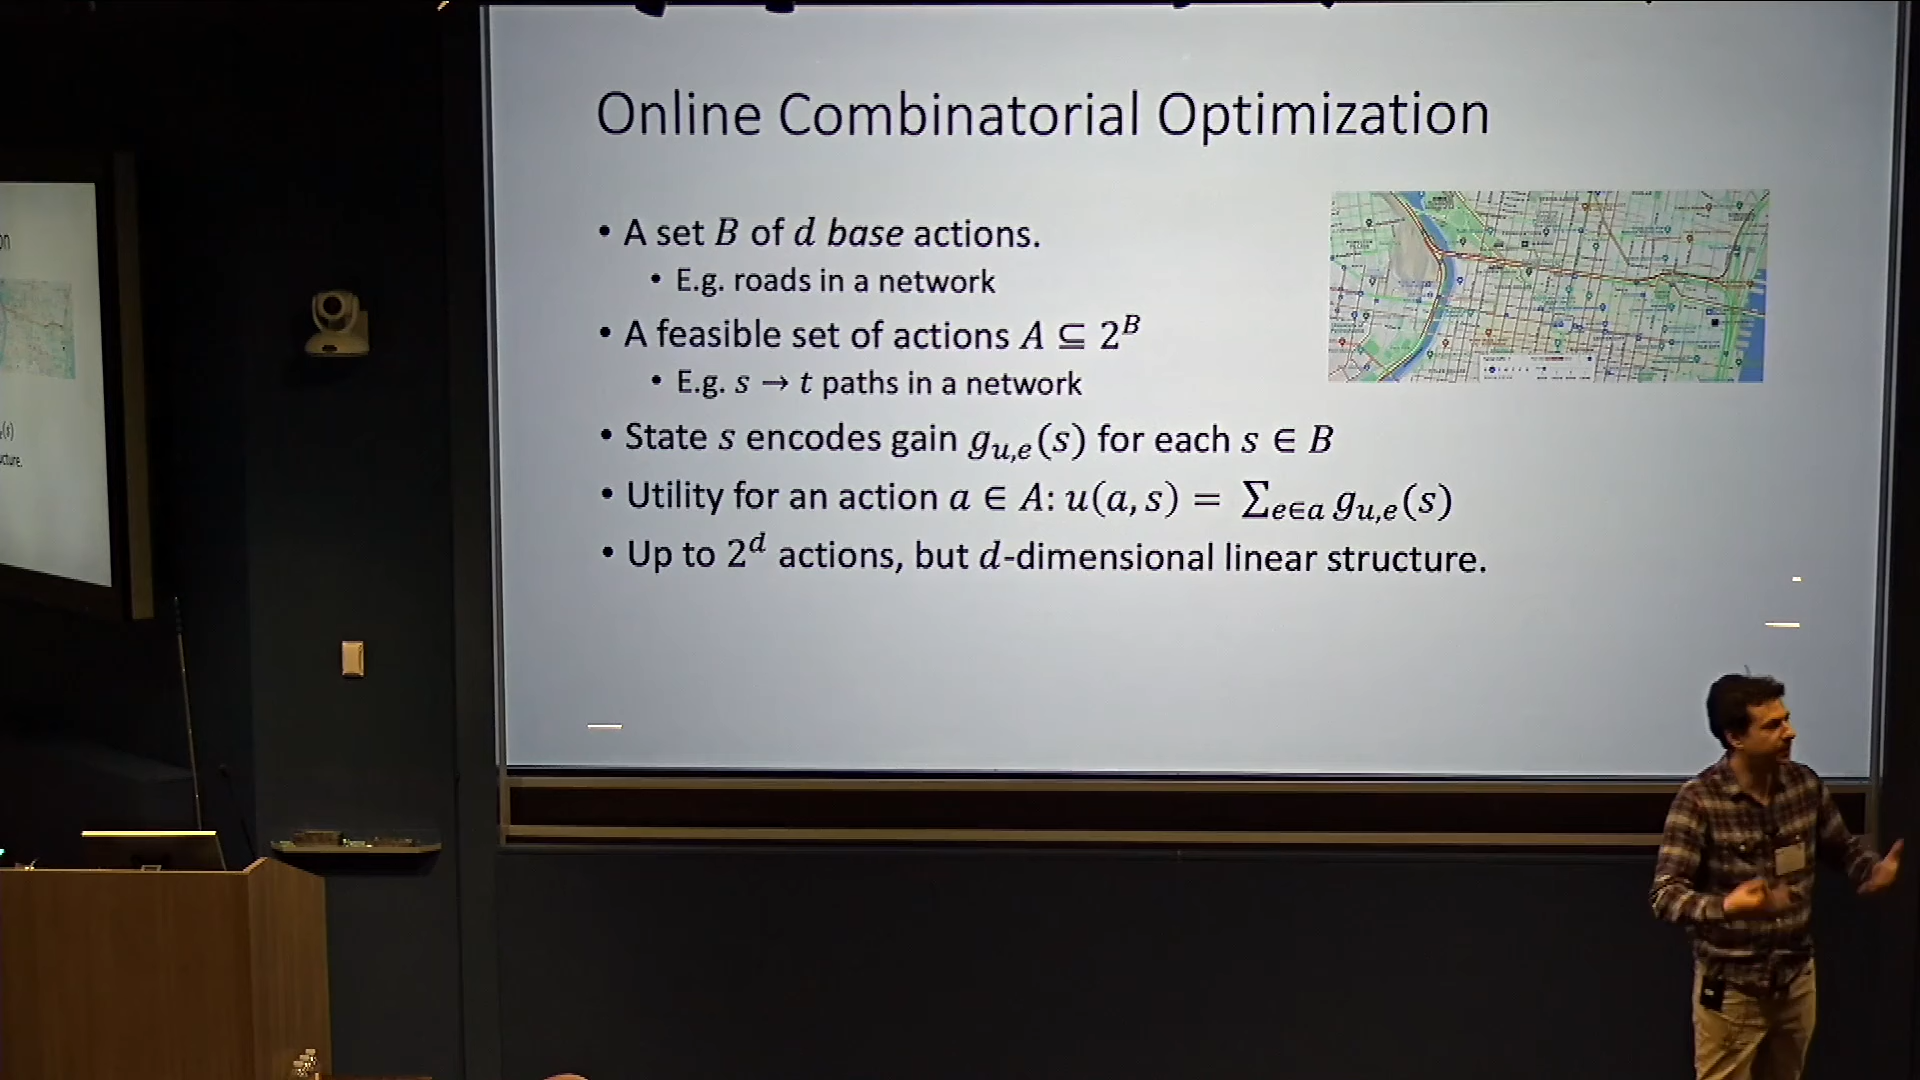 Online Combinatorial Optimization
• A set B of d base actions.
• E.g. roads in a network
• A feasible set of actions A ⊆ 2^B
• E.g. s → t paths in a network
• State s encodes gain g_{u,e}(s) for each s ∈ B
• Utility for an action a ∈ A: u(a, s) = ∑_{e∈a} g_{u,e}(s)
• Up to 2^d actions, but d-dimensional linear structure.